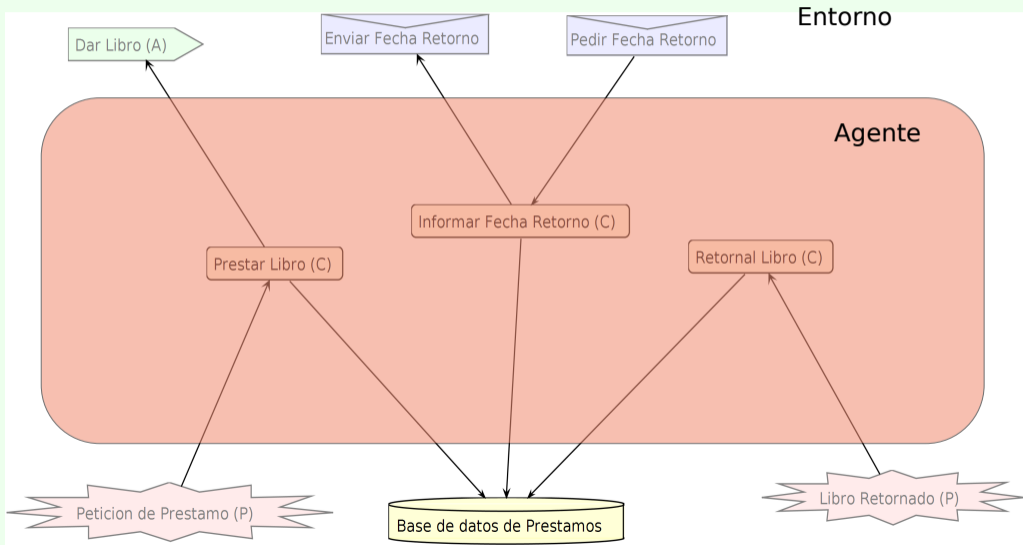 Entorno
Dar Libro (A)
Enviar Fecha Retorno
Pedir Fecha Retorno
Agente
Informar Fecha Retorno (C)
Prestar Libro (C)
Retornal Libro (C)
Peticion de Prestamo (P)
Base de datos de Prestamos
Libro Retornado (P)